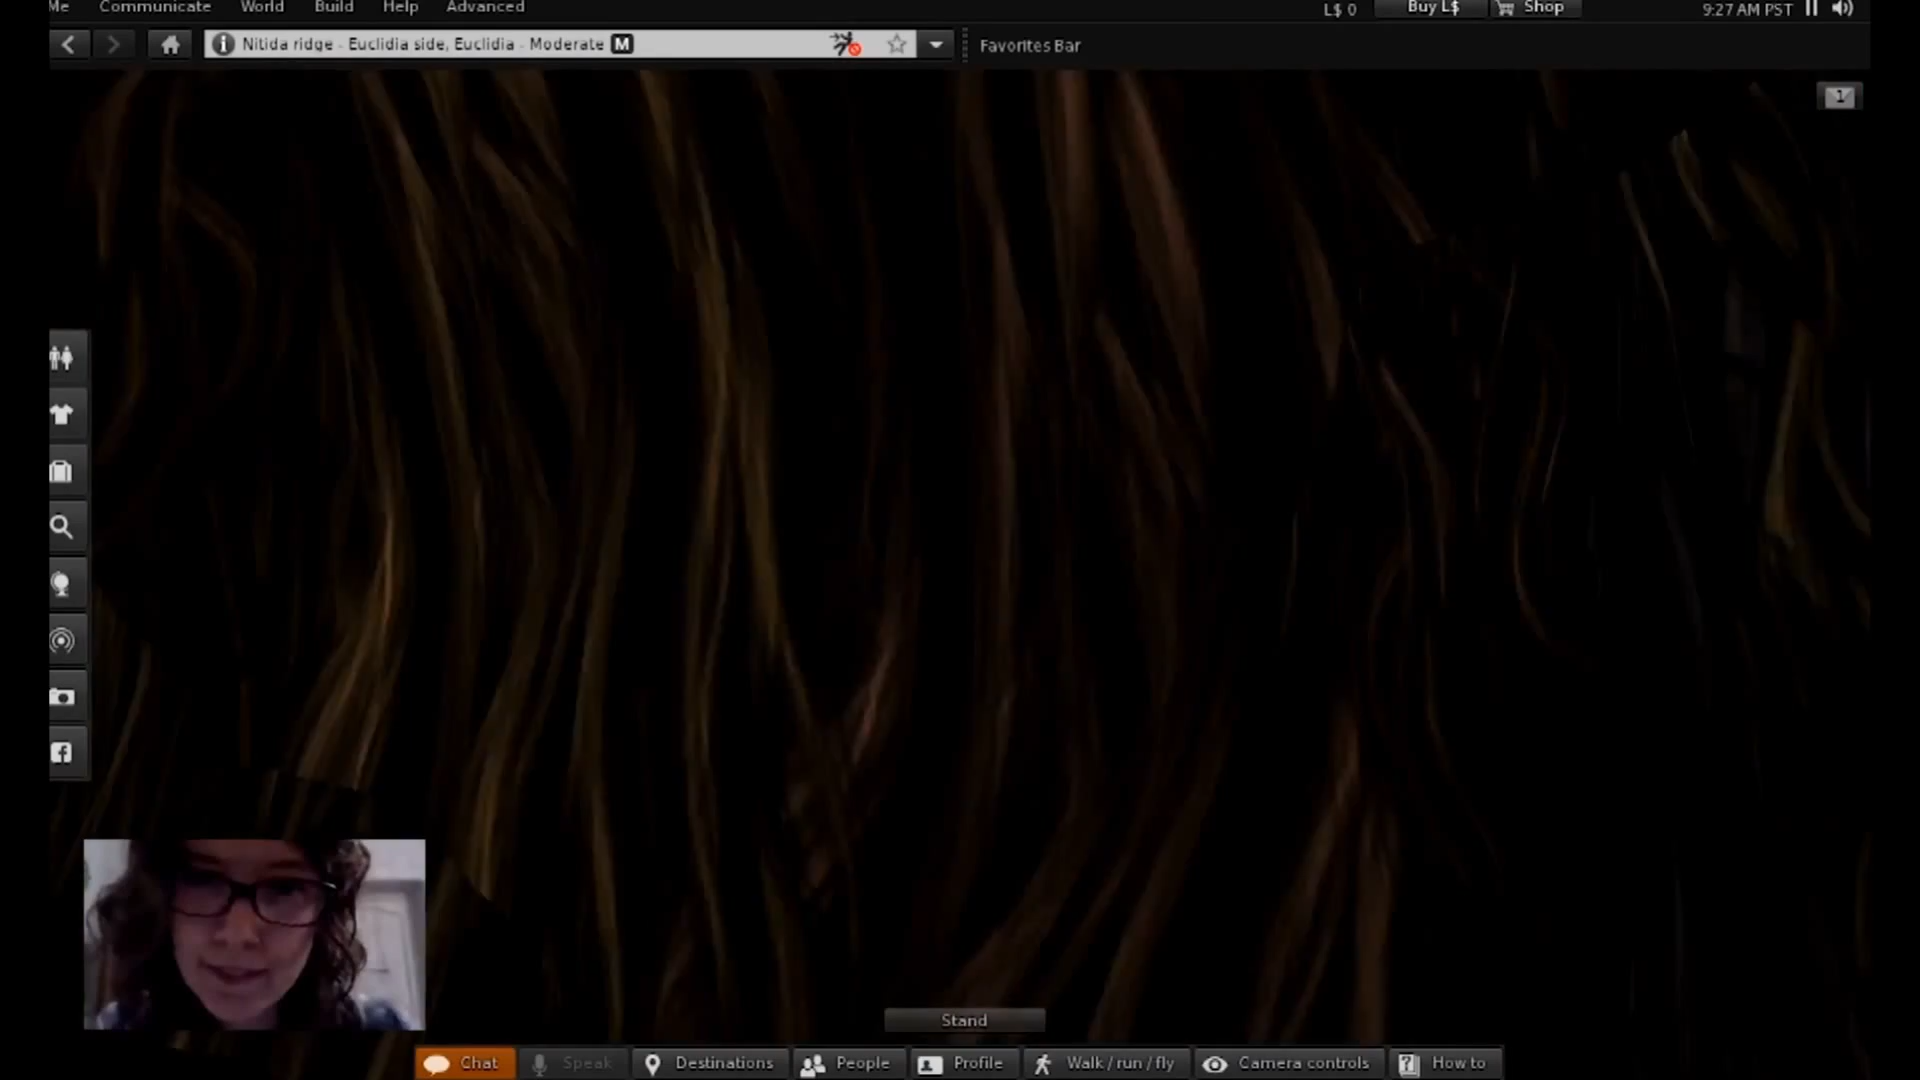 Me Communicate World Build Help Advanced L$ 0 Buy L$ Shop 9:27 AM PST
Nitida ridge - Euclidia side, Euclidia - Moderate M Favorites Bar
1
Stand
Chat Speak Destinations People Profile Walk / run / fly Camera controls How to